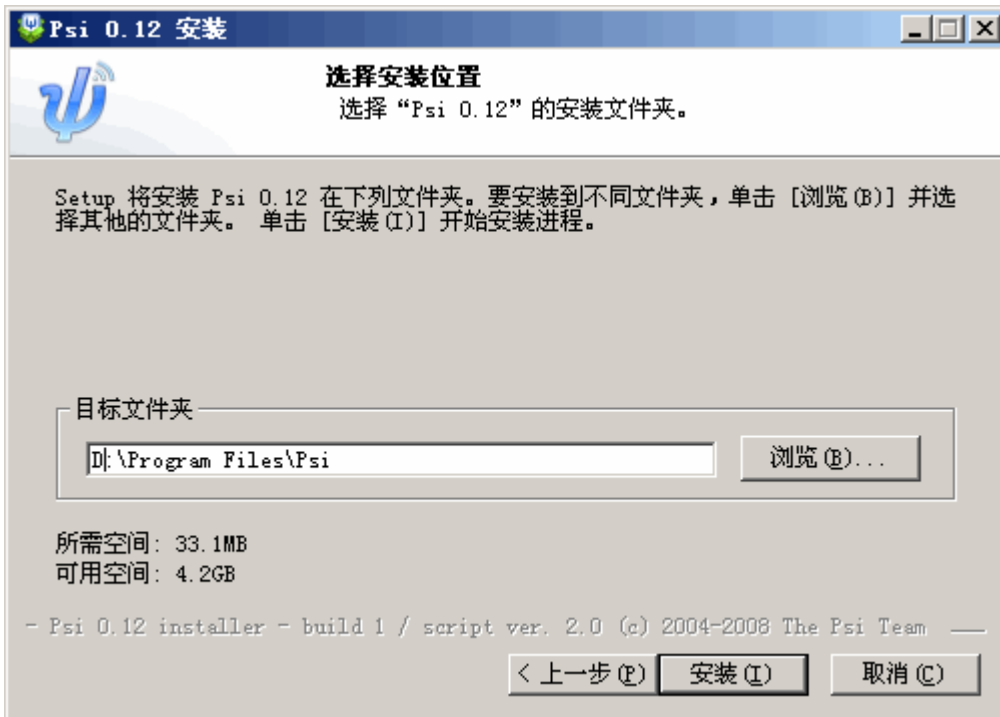 Psi 0.12 安装
选择安装位置
选择“Psi 0.12”的安装文件夹。
Setup 将安装 Psi 0.12 在下列文件夹。要安装到不同文件夹，单击 [浏览(B)] 并选
择其他的文件夹。 单击 [安装(I)] 开始安装进程。
目标文件夹
D:\Program Files\Psi
浏览(B)...
所需空间: 33.1MB
可用空间: 4.2GB
- Psi 0.12 installer - build 1 / script ver. 2.0 (c) 2004-2008 The Psi Team
< 上一步(P)
安装(I)
取消(C)